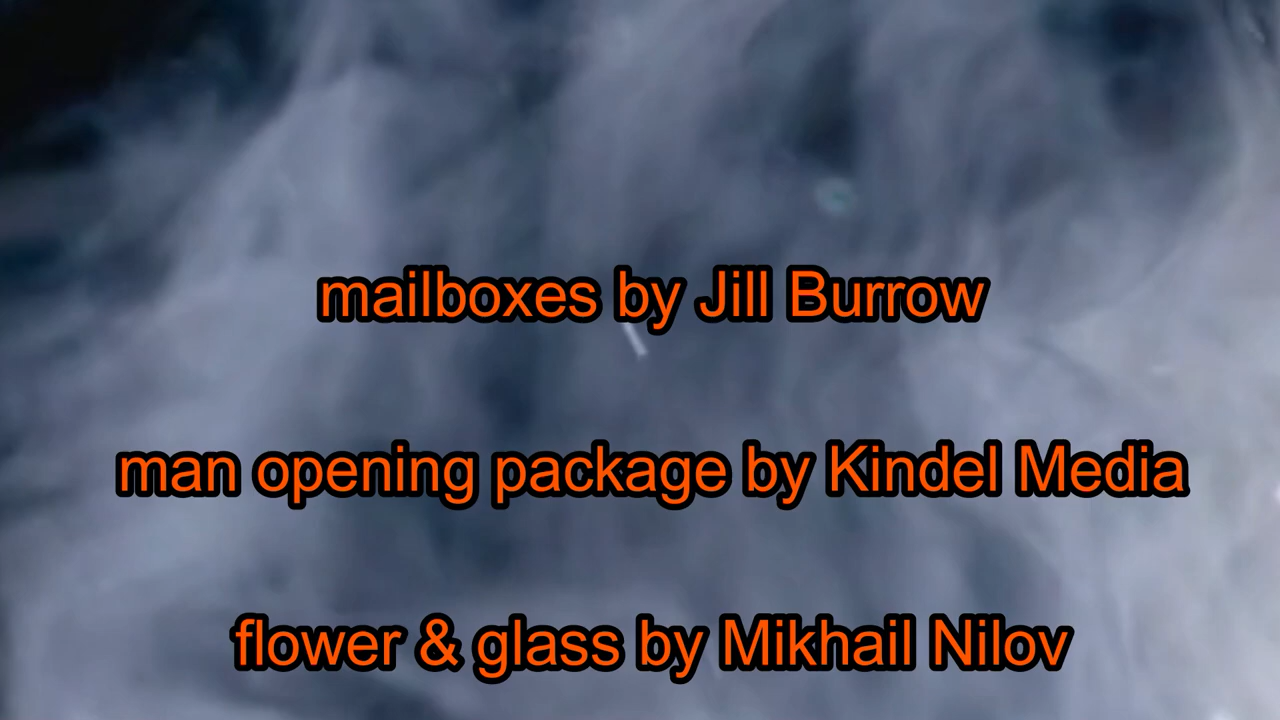 mailboxes by Jill Burrow
man opening package by Kindel Media
flower & glass by Mikhail Nilov